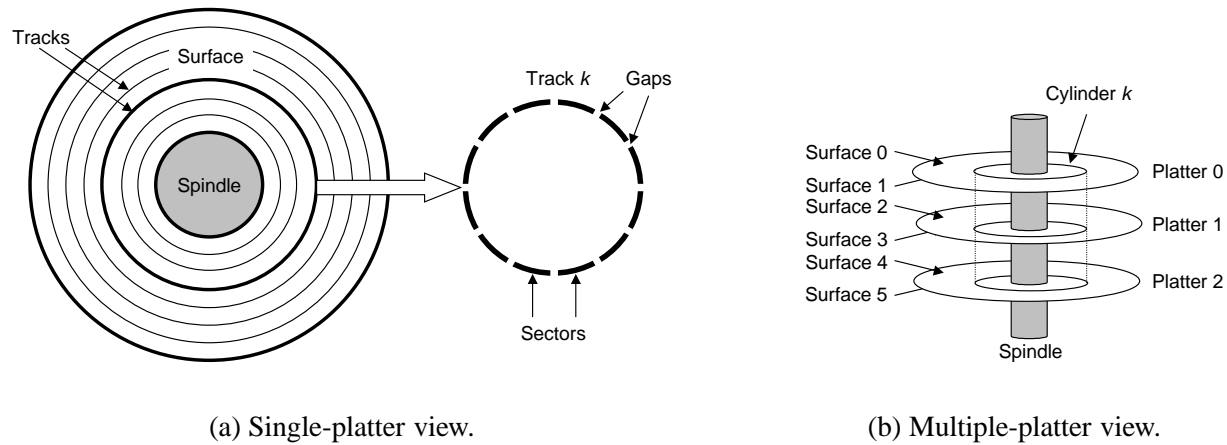 Tracks
Surface
Spindle
Track k
Gaps
Sectors
(a) Single-platter view.
Cylinder k
Surface 0
Surface 1
Surface 2
Surface 3
Surface 4
Surface 5
Platter 0
Platter 1
Platter 2
Spindle
(b) Multiple-platter view.